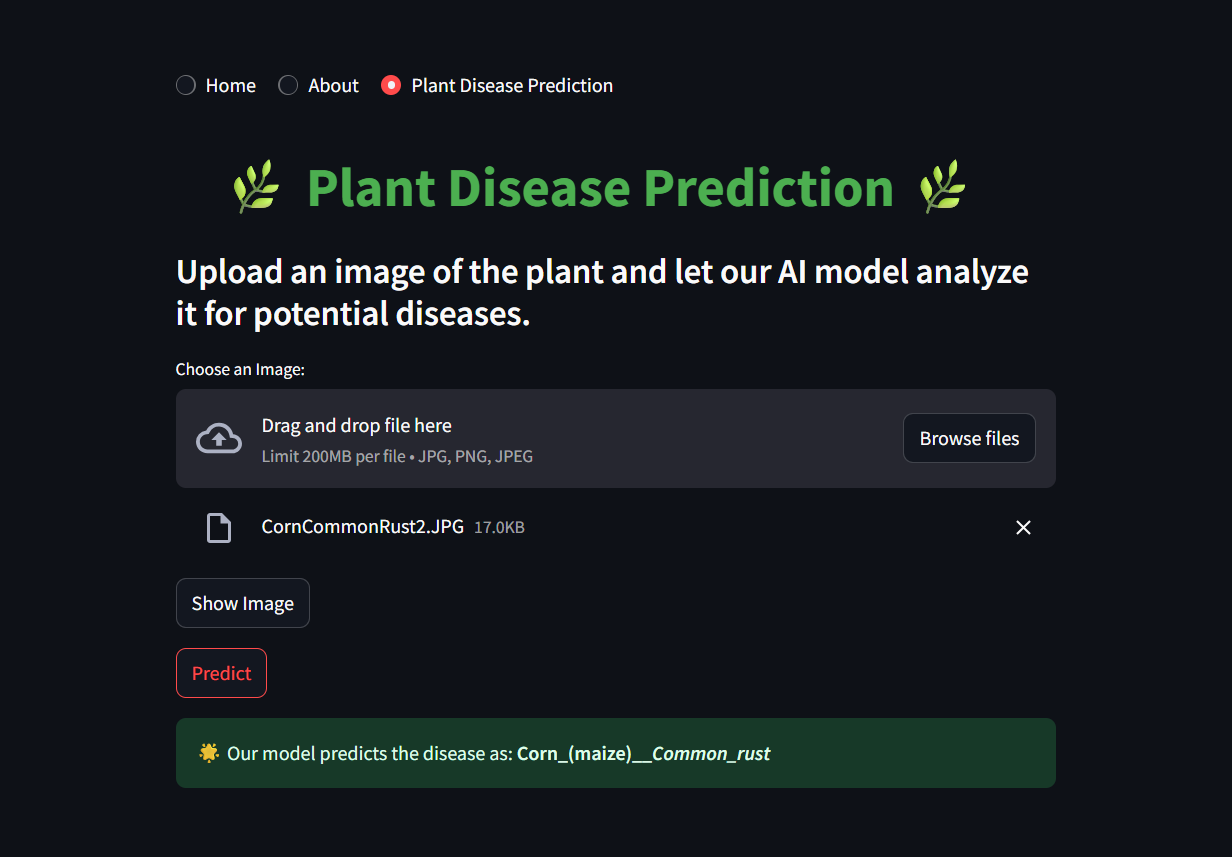 Home About Plant Disease Prediction
Plant Disease Prediction
Upload an image of the plant and let our AI model analyze
it for potential diseases.
Choose an Image:
Drag and drop file here
Limit 200MB per file • JPG, PNG, JPEG
Browse files
CornCommonRust2.JPG 17.0KB
Show Image
Predict
Our model predicts the disease as: Corn_(maize)__Common_rust